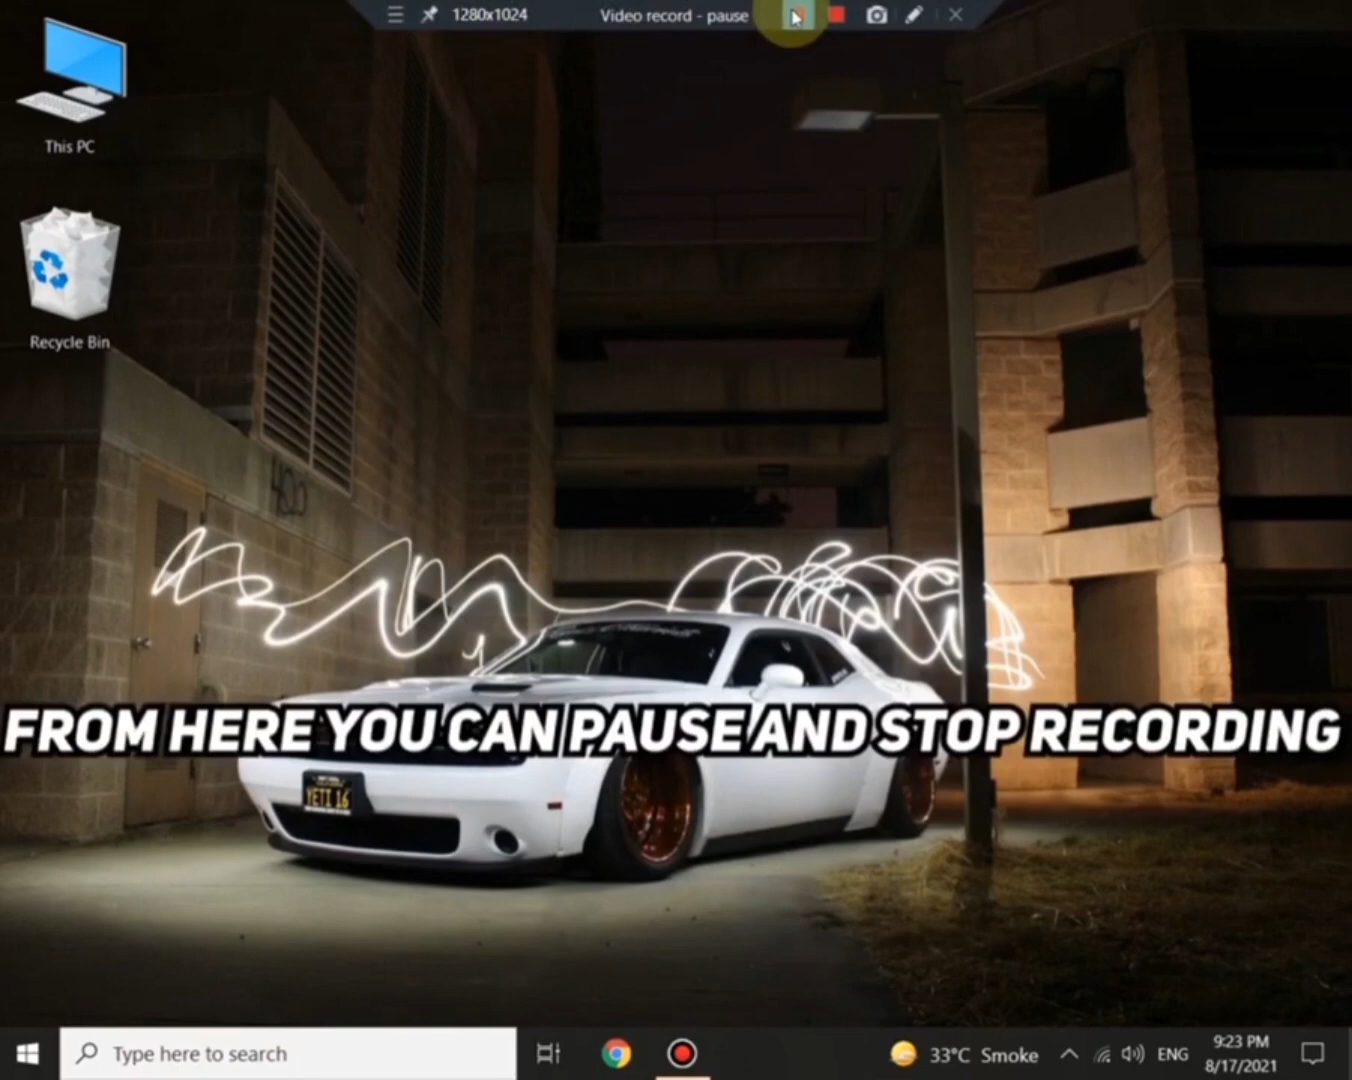 1280x1024
Video record - pause
This PC
Recycle Bin
FROM HERE YOU CAN PAUSE AND STOP RECORDING
YETI 16
Type here to search
33°C Smoke
ENG
9:23 PM
8/17/2021